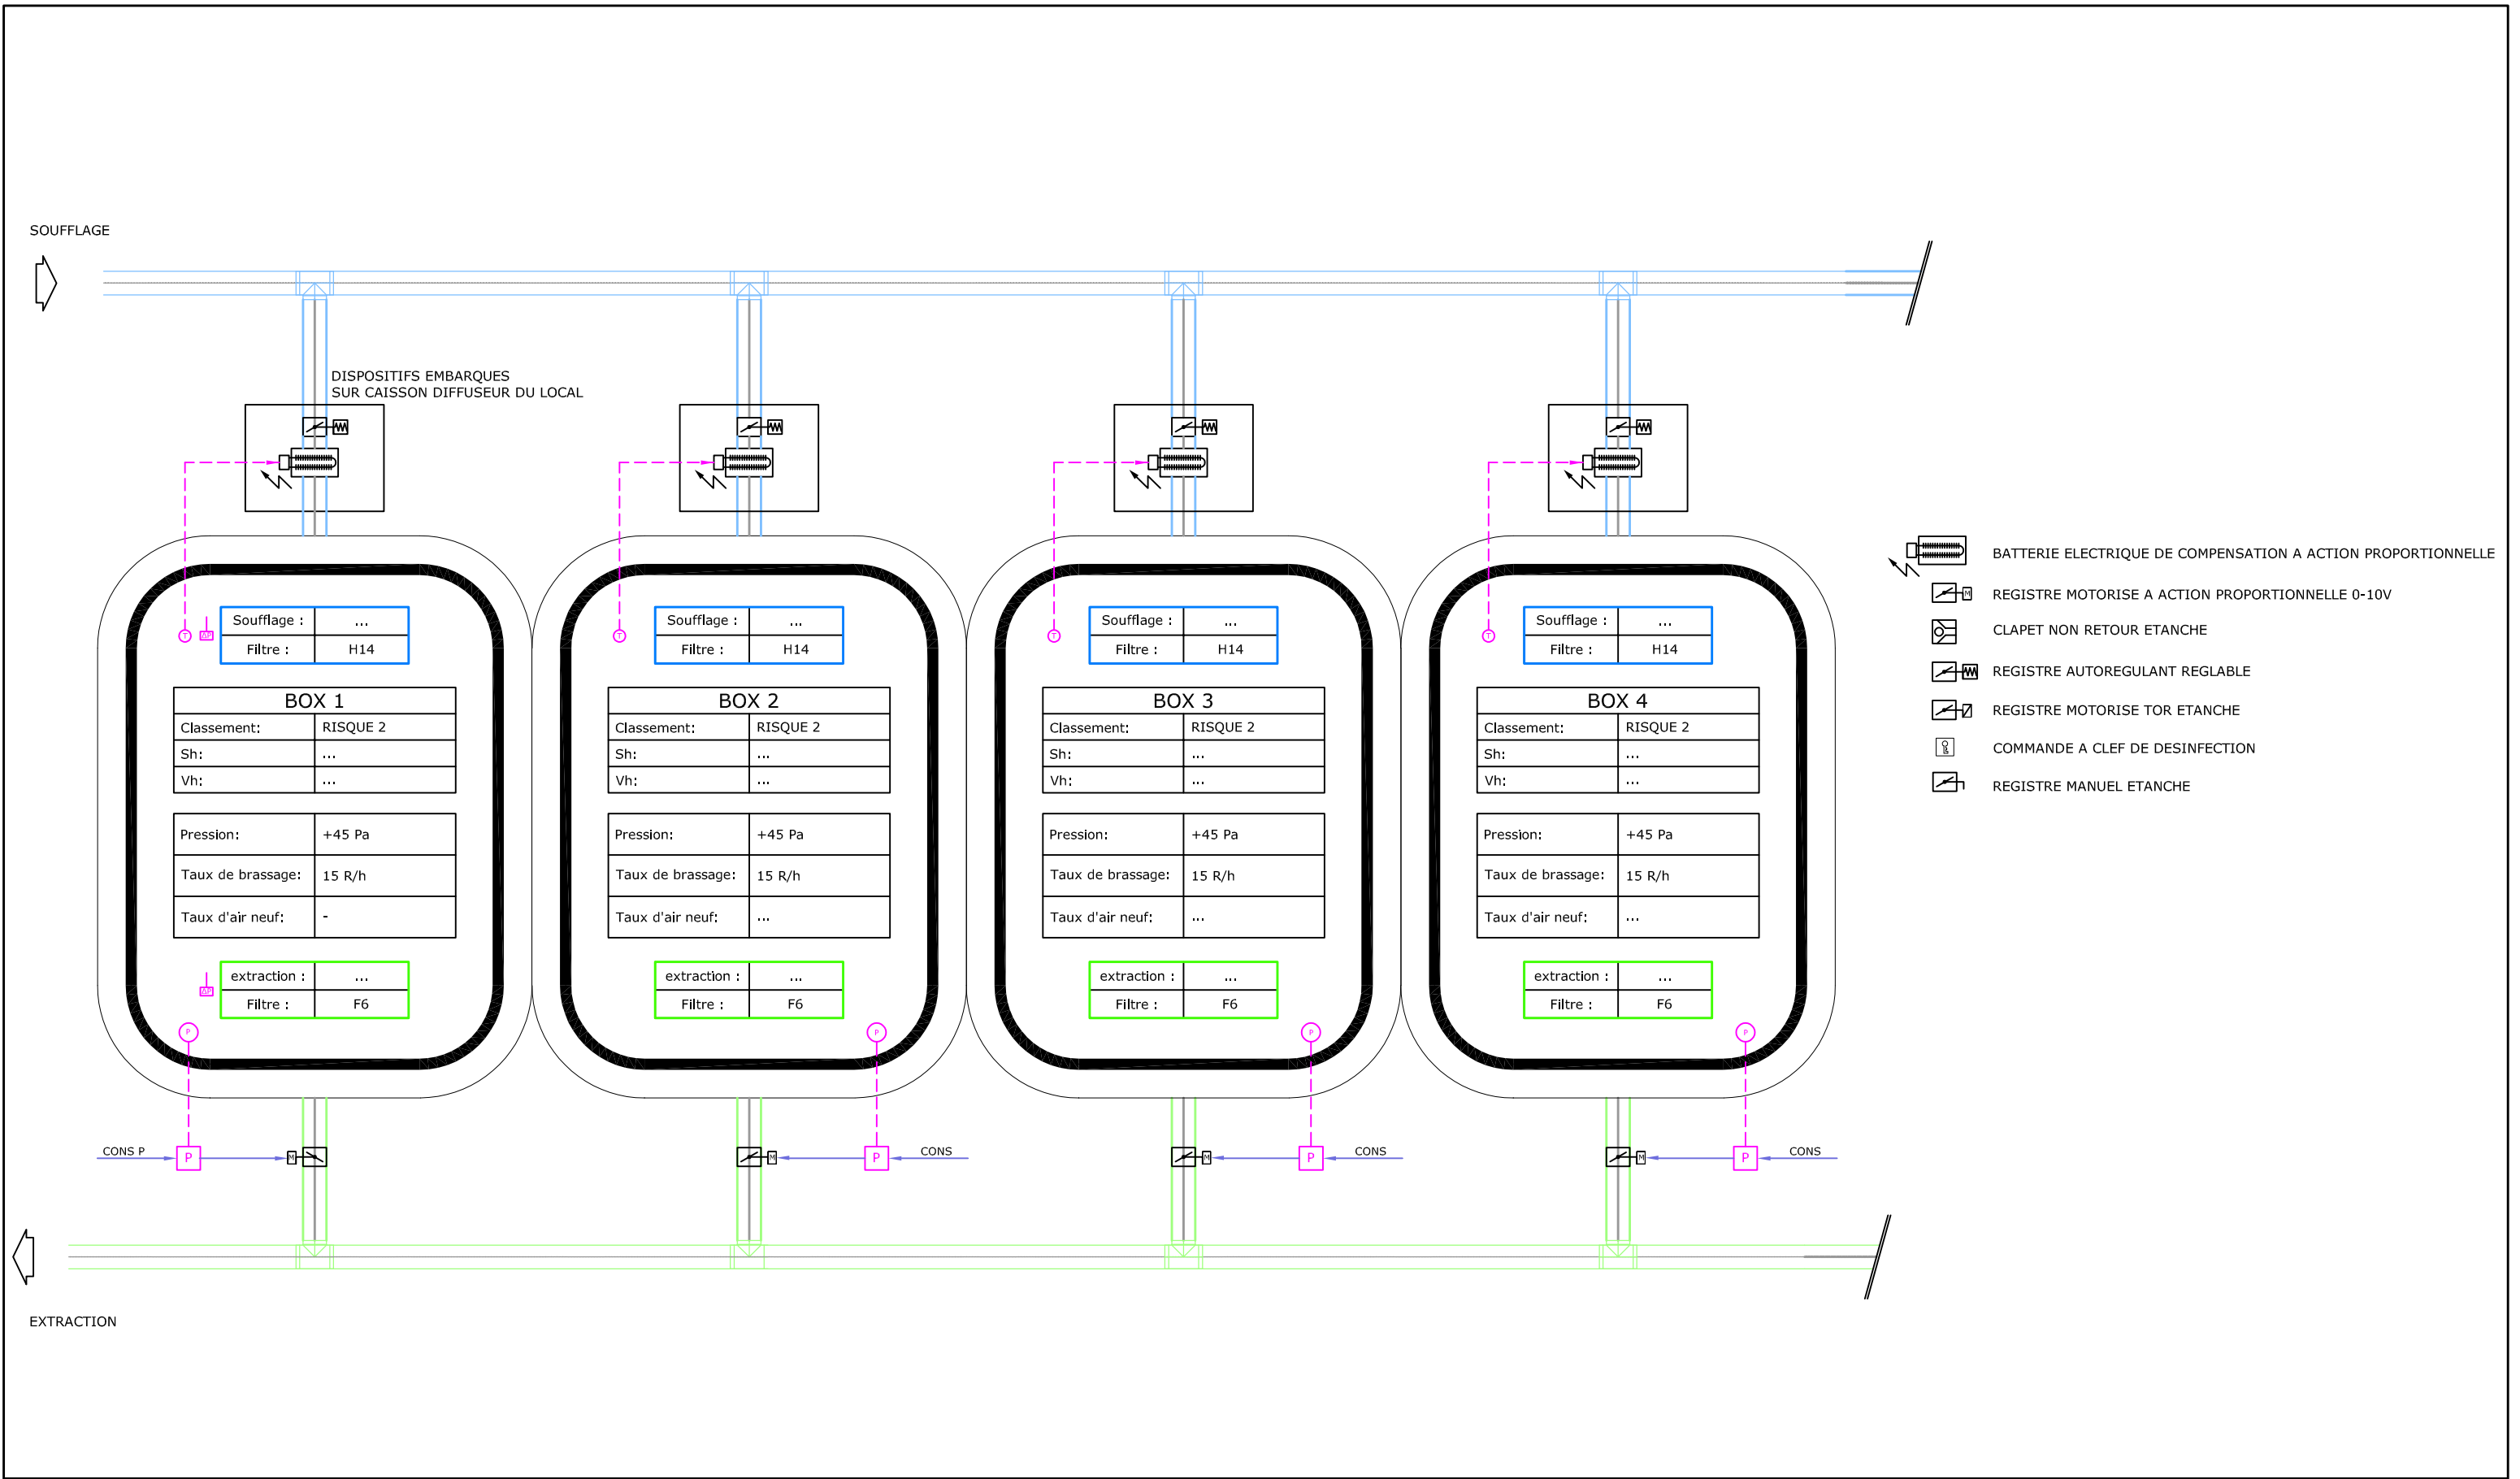 SOUFFLAGE
DISPOSITIFS EMBARQUES
SUR CAISSON DIFFUSEUR DU LOCAL
T
ΔP
Soufflage : ...
Filtre : H14
BOX 1
Classement: RISQUE 2
Sh: ...
Vh: ...
Pression: +45 Pa
Taux de brassage: 15 R/h
Taux d'air neuf: -
extraction : ...
Filtre : F6
ΔP
P
CONS P
P
M
T
Soufflage : ...
Filtre : H14
BOX 2
Classement: RISQUE 2
Sh: ...
Vh: ...
Pression: +45 Pa
Taux de brassage: 15 R/h
Taux d'air neuf: ...
extraction : ...
Filtre : F6
P
M
P
CONS
T
Soufflage : ...
Filtre : H14
BOX 3
Classement: RISQUE 2
Sh: ...
Vh: ...
Pression: +45 Pa
Taux de brassage: 15 R/h
Taux d'air neuf: ...
extraction : ...
Filtre : F6
P
M
P
CONS
T
Soufflage : ...
Filtre : H14
BOX 4
Classement: RISQUE 2
Sh: ...
Vh: ...
Pression: +45 Pa
Taux de brassage: 15 R/h
Taux d'air neuf: ...
extraction : ...
Filtre : F6
P
M
P
CONS
BATTERIE ELECTRIQUE DE COMPENSATION A ACTION PROPORTIONNELLE
M REGISTRE MOTORISE A ACTION PROPORTIONNELLE 0-10V
CLAPET NON RETOUR ETANCHE
REGISTRE AUTOREGULANT REGLABLE
REGISTRE MOTORISE TOR ETANCHE
COMMANDE A CLEF DE DESINFECTION
REGISTRE MANUEL ETANCHE
EXTRACTION